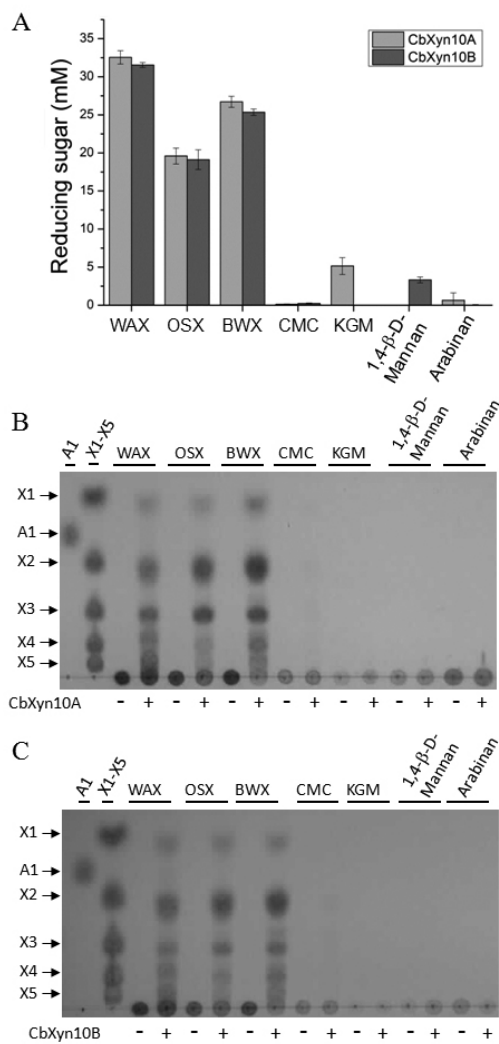 A
CbXyn10A
CbXyn10B
Reducing sugar (mM)
35
30
25
20
15
10
5
0
WAX OSX BWX CMC KGM 1,4-β-D-Mannan Arabinan
B
A1 X1-X5 WAX OSX BWX CMC KGM 1,4-β-D-Mannan Arabinan
X1
A1
X2
X3
X4
X5
CbXyn10A - + - + - + - + - + - + - +
C
A1 X1-X5 WAX OSX BWX CMC KGM 1,4-β-D-Mannan Arabinan
X1
A1
X2
X3
X4
X5
CbXyn10B - + - + - + - + - + - + - +